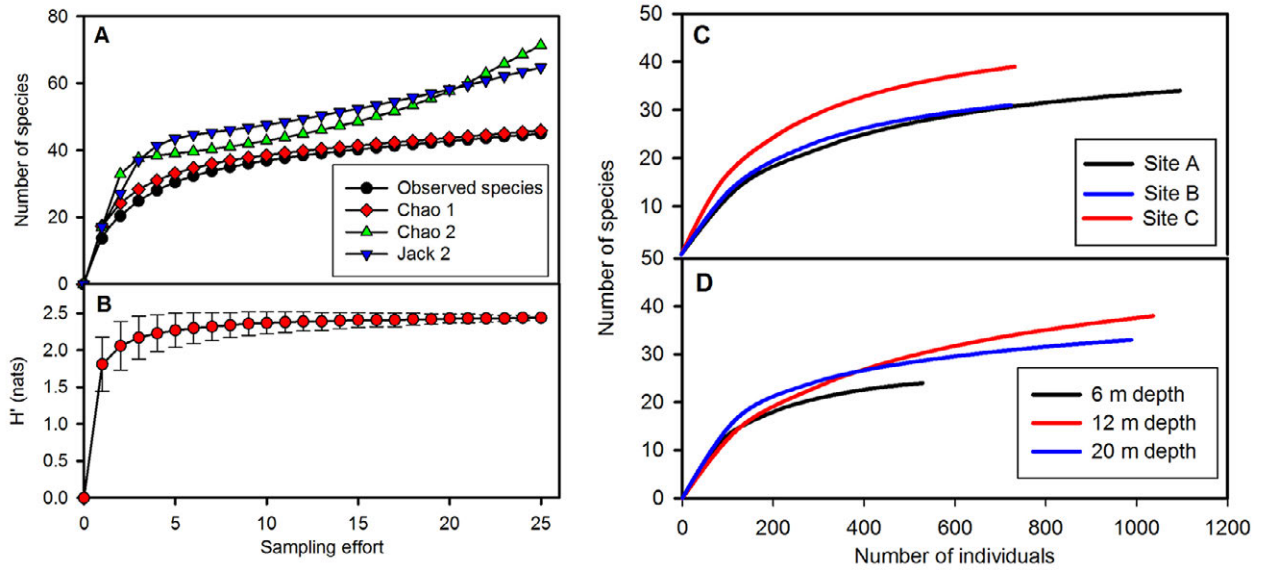 A
Number of species
80
60
40
20
0
Observed species
Chao 1
Chao 2
Jack 2
B
H' (nats)
2.5
2.0
1.5
1.0
0.5
0.0
0
5
10
15
20
25
Sampling effort
C
Number of species
50
40
30
20
10
Site A
Site B
Site C
D
50
40
30
20
10
0
6 m depth
12 m depth
20 m depth
0
200
400
600
800
1000
1200
Number of individuals